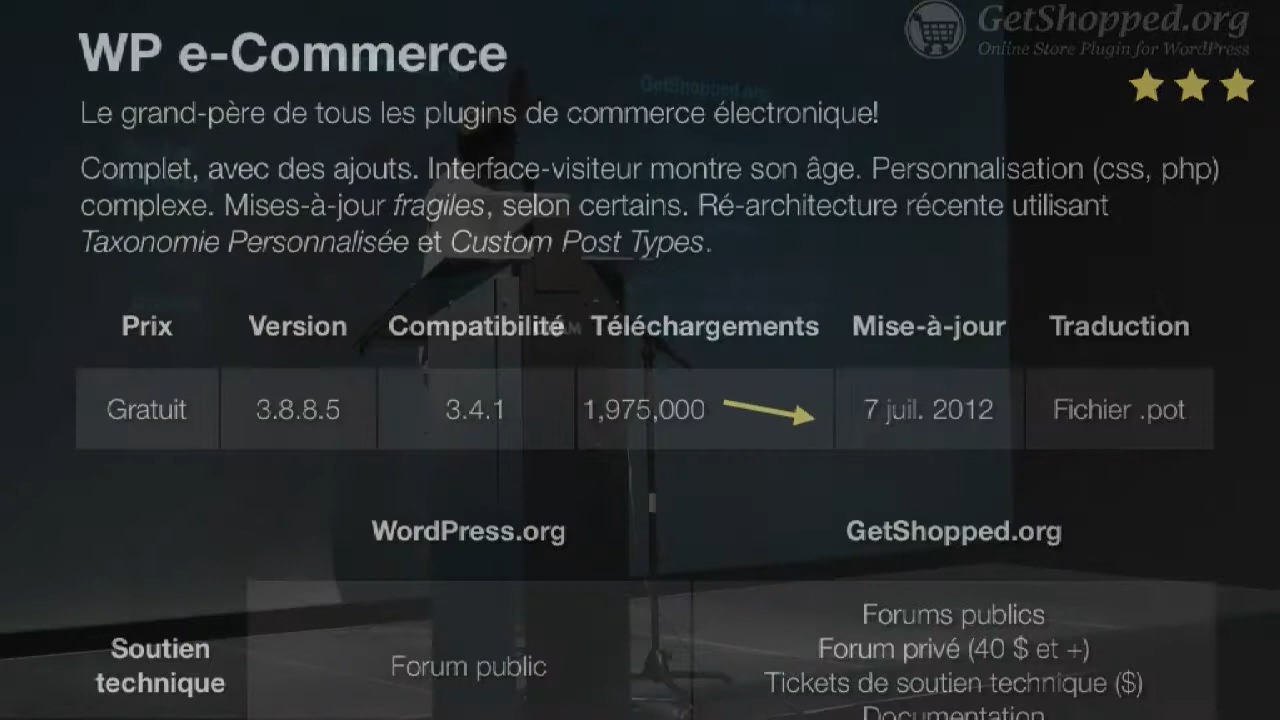 GetShopped.org
Online Store Plugin for WordPress
WP e-Commerce
GetShopped.org
Le grand-père de tous les plugins de commerce électronique!
Complet, avec des ajouts. Interface-visiteur montre son âge. Personnalisation (css, php)
complexe. Mises-à-jour fragiles, selon certains. Ré-architecture récente utilisant
Taxonomie Personnalisée et Custom Post Types.
Prix Version Compatibilité Téléchargements Mise-à-jour Traduction
Gratuit 3.8.8.5 3.4.1 1,975,000 7 juil. 2012 Fichier .pot
WordPress.org GetShopped.org
Soutien technique
Forum public
Forums publics
Forum privé (40 $ et +)
Tickets de soutien technique ($)
Documentation